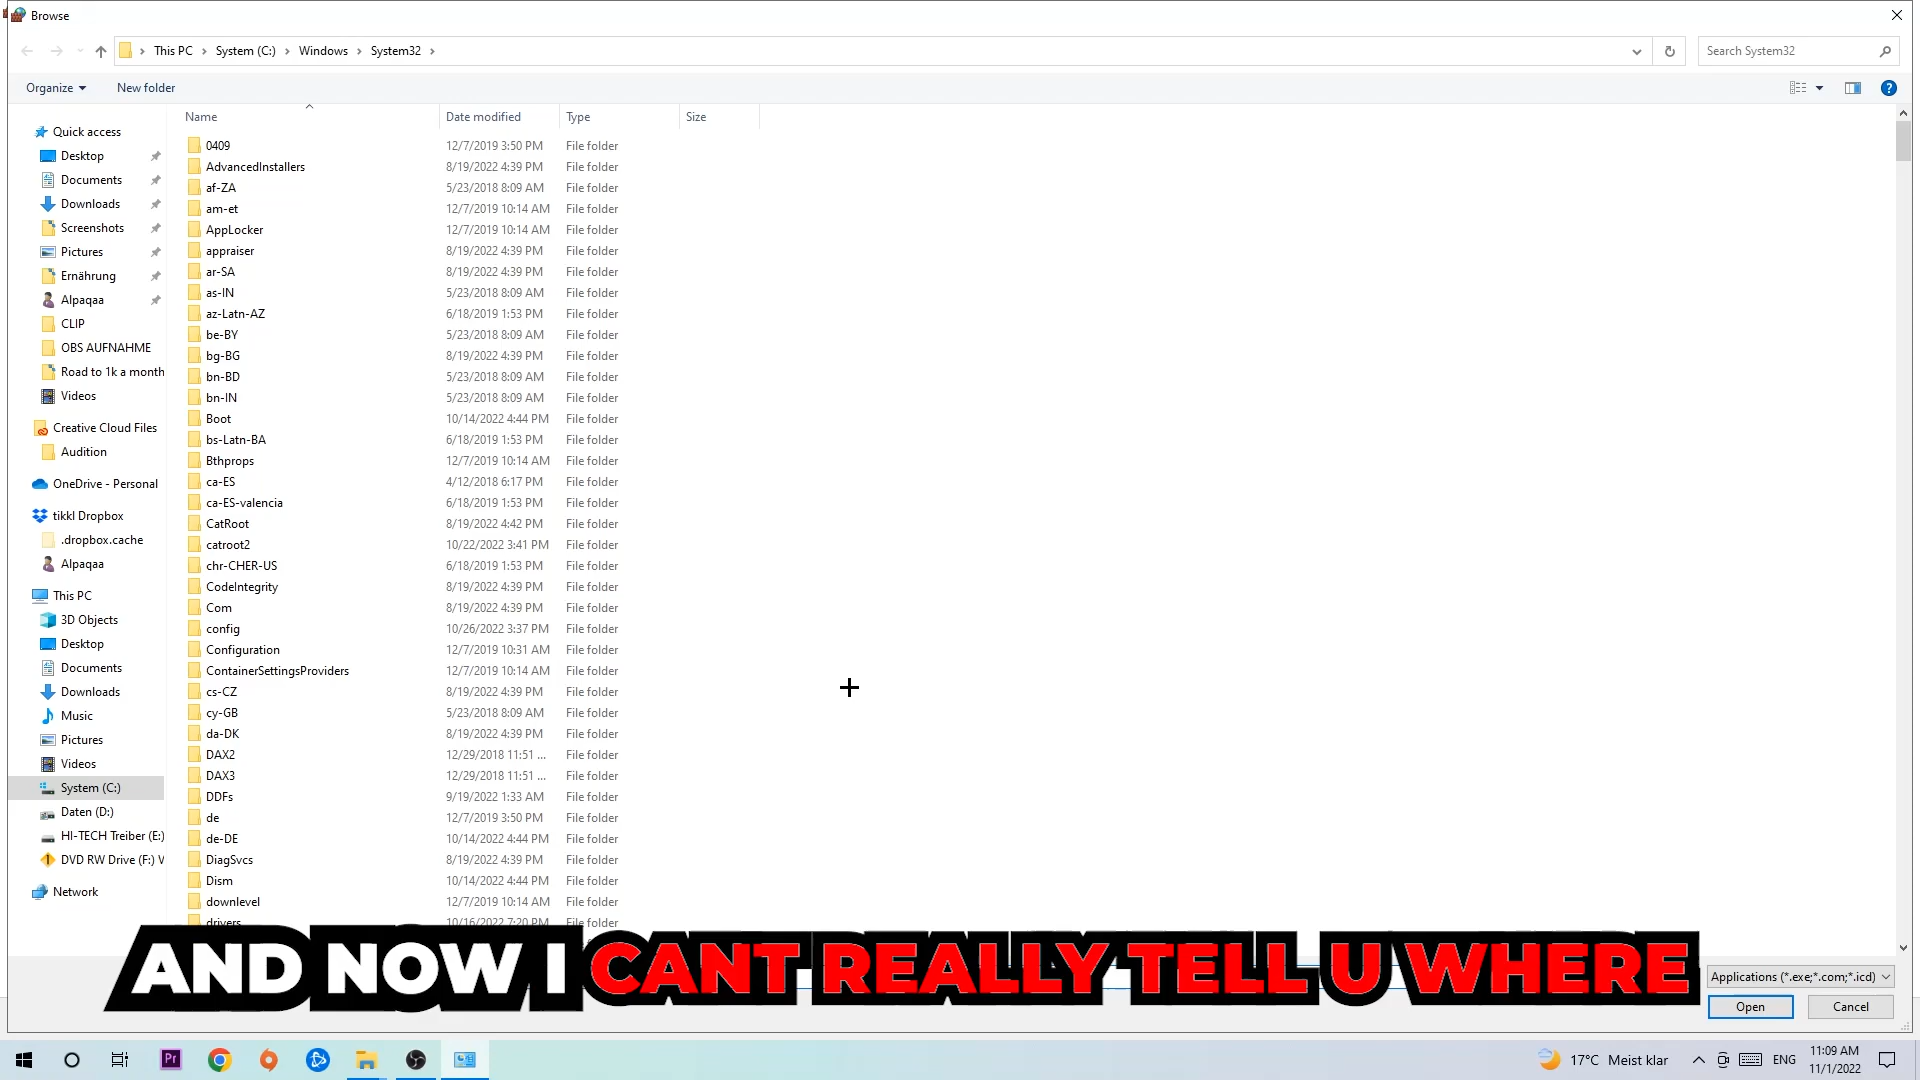 Browse
This PC
System (C:)
Windows
System32
Search System32
Organize
New folder
Name
Date modified
Type
Size
Quick access
Desktop
Documents
Downloads
Screenshots
Pictures
Ernährung
Alpaqaa
CLIP
OBS AUFNAHME
Road to 1k a month
Videos
Creative Cloud Files
Audition
OneDrive - Personal
tikkl Dropbox
.dropbox.cache
Alpaqaa
This PC
3D Objects
Desktop
Documents
Downloads
Music
Pictures
Videos
System (C:)
Daten (D:)
HI-TECH Treiber (E:)
DVD RW Drive (F:) V
Network
0409 12/7/2019 3:50 PM File folder
AdvancedInstallers 8/19/2022 4:39 PM File folder
af-ZA 5/23/2018 8:09 AM File folder
am-et 12/7/2019 10:14 AM File folder
AppLocker 12/7/2019 10:14 AM File folder
appraiser 8/19/2022 4:39 PM File folder
ar-SA 8/19/2022 4:39 PM File folder
as-IN 5/23/2018 8:09 AM File folder
az-Latn-AZ 6/18/2019 1:53 PM File folder
be-BY 5/23/2018 8:09 AM File folder
bg-BG 8/19/2022 4:39 PM File folder
bn-BD 5/23/2018 8:09 AM File folder
bn-IN 5/23/2018 8:09 AM File folder
Boot 10/14/2022 4:44 PM File folder
bs-Latn-BA 6/18/2019 1:53 PM File folder
Bthprops 12/7/2019 10:14 AM File folder
ca-ES 4/12/2018 6:17 PM File folder
ca-ES-valencia 6/18/2019 1:53 PM File folder
CatRoot 8/19/2022 4:42 PM File folder
catroot2 10/22/2022 3:41 PM File folder
chr-CHER-US 6/18/2019 1:53 PM File folder
CodeIntegrity 8/19/2022 4:39 PM File folder
Com 8/19/2022 4:39 PM File folder
config 10/26/2022 3:37 PM File folder
Configuration 12/7/2019 10:31 AM File folder
ContainerSettingsProviders 12/7/2019 10:14 AM File folder
cs-CZ 8/19/2022 4:39 PM File folder
cy-GB 5/23/2018 8:09 AM File folder
da-DK 8/19/2022 4:39 PM File folder
DAX2 12/29/2018 11:51 ... File folder
DAX3 12/29/2018 11:51 ... File folder
DDFs 9/19/2022 1:33 AM File folder
de 12/7/2019 3:50 PM File folder
de-DE 10/14/2022 4:44 PM File folder
DiagSvcs 8/19/2022 4:39 PM File folder
Dism 10/14/2022 4:44 PM File folder
downlevel 12/7/2019 10:14 AM File folder
drivers 10/16/2022 7:20 PM File folder
AND NOW I CANT REALLY TELL U WHERE
Applications (*.exe;*.com;*.icd)
Open
Cancel
Pr
17°C Meist klar
ENG
11:09 AM
11/1/2022